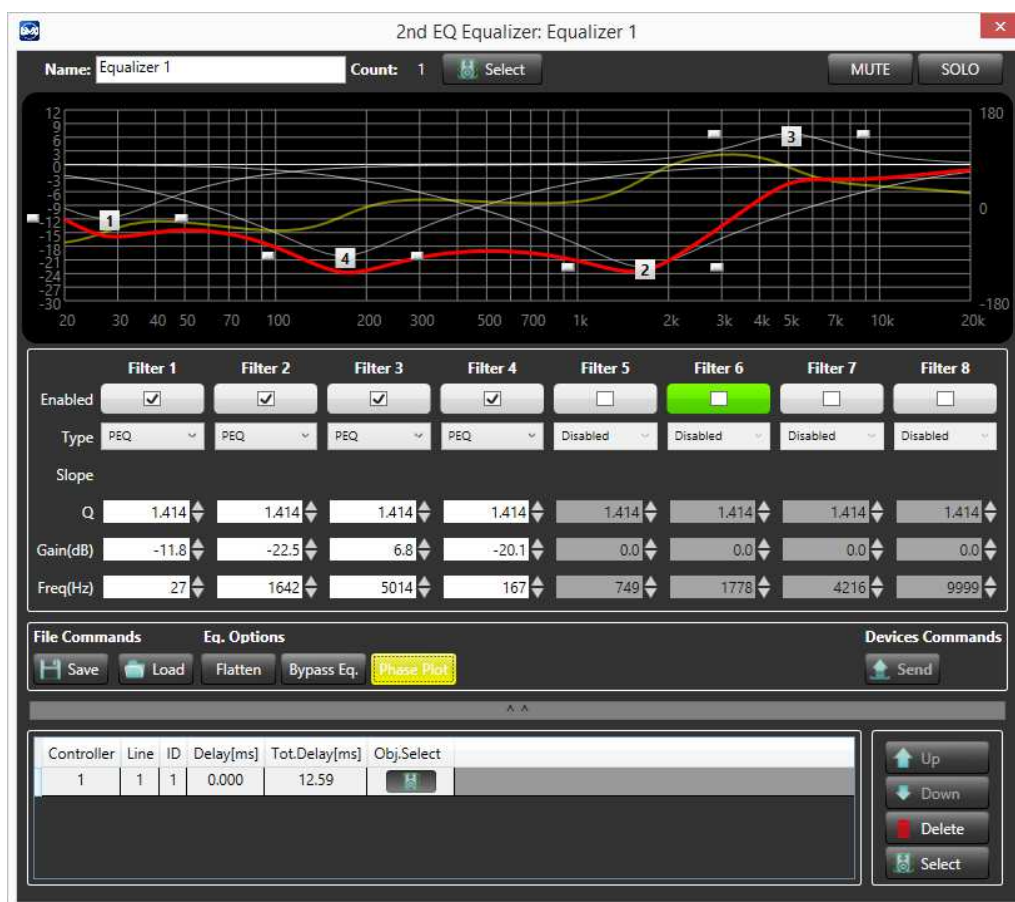 2nd EQ Equalizer: Equalizer 1
Name: Equalizer 1 Count: 1 Select MUTE SOLO
12 180
9
6
3
0
-3
-6
-9 0
-12
-15
-18
-21
-24
-27
-30 -180
1 2 3 4
20 30 40 50 70 100 200 300 500 700 1k 2k 3k 4k 5k 7k 10k 20k
Filter 1 Filter 2 Filter 3 Filter 4 Filter 5 Filter 6 Filter 7 Filter 8
Enabled
Type PEQ PEQ PEQ PEQ Disabled Disabled Disabled Disabled
Slope
Q 1.414 1.414 1.414 1.414 1.414 1.414 1.414 1.414
Gain(dB) -11.8 -22.5 6.8 -20.1 0.0 0.0 0.0 0.0
Freq(Hz) 27 1642 5014 167 749 1778 4216 9999
File Commands Eq. Options Devices Commands
Save Load Flatten Bypass Eq. Phase Plot Send
^ ^
Controller Line ID Delay[ms] Tot.Delay[ms] Obj.Select
1 1 1 0.000 12.59
Up
Down
Delete
Select